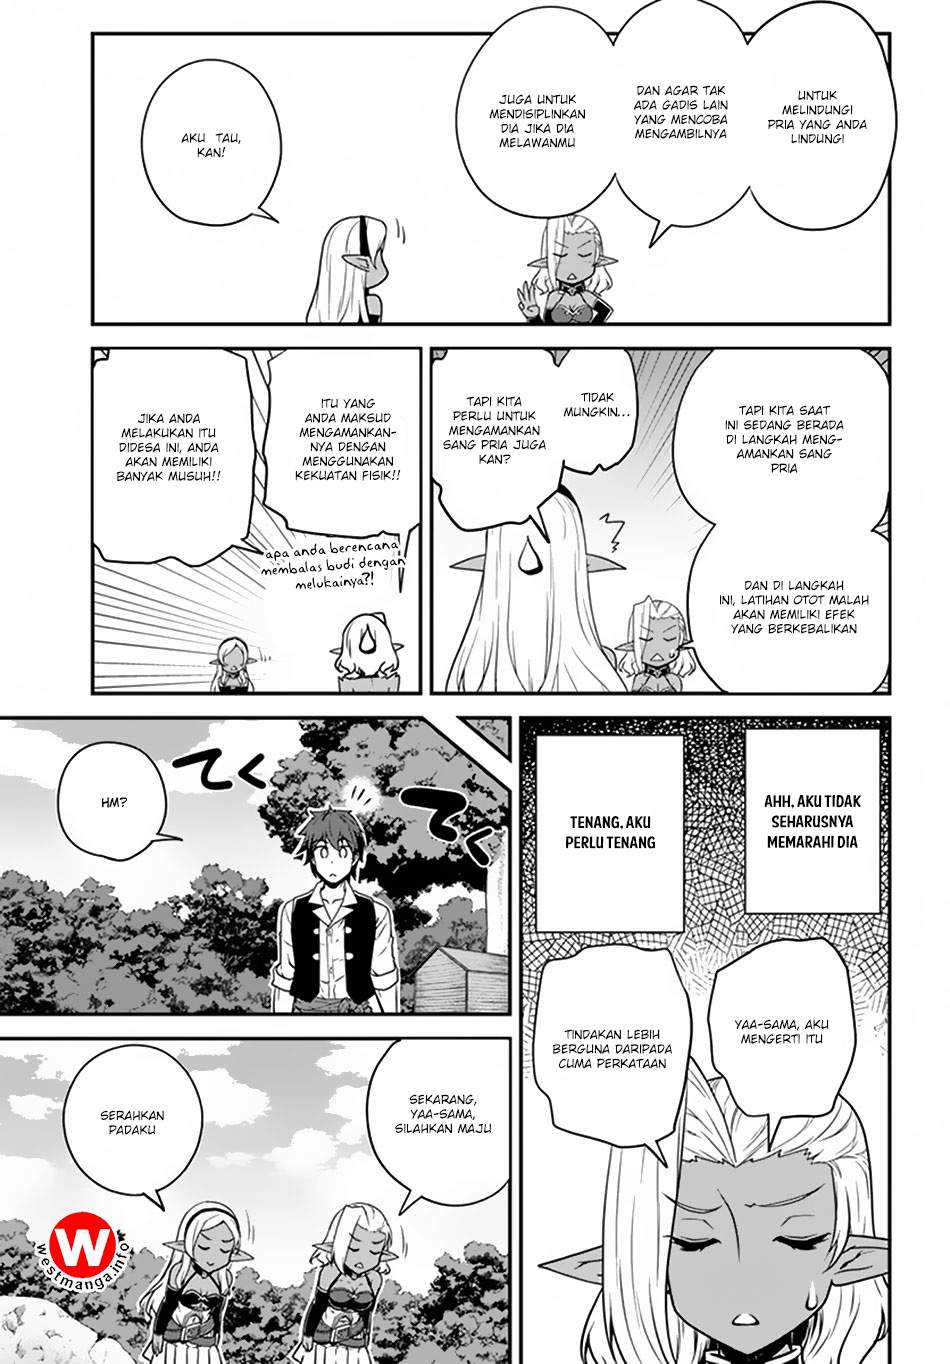 UNTUK
MELINDUNGI
PRIA YANG ANDA
LINDUNGI
DAN AGAR TAK
ADA GADIS LAIN
YANG MENCOBA
MENGAMBILNYA
JUGA UNTUK
MENDISIPLINKAN
DIA JIKA DIA
MELAWANMU
AKU TAU,
KAN!
TAPI KITA SAAT
INI SEDANG BERADA
DI LANGKAH MENG-
AMANKAN SANG
PRIA
DAN DI LANGKAH
INI, LATIHAN OTOT MALAH
AKAN MEMILIKI EFEK
YANG BERKEBALIKAN
TIDAK
MUNGKIN...
TAPI KITA
PERLU UNTUK
MENGAMANKAN
SANG PRIA JUGA
KAN?
ITU YANG
ANDA MAKSUD
MENGAMANKAN-
NYA DENGAN
MENGGUNAKAN
KEKUATAN FISIK!!
JIKA ANDA
MELAKUKAN ITU
DIDESA INI, ANDA
AKAN MEMILIKI
BANYAK MUSUH!!
apa anda berencana
membalas budi dengan
melukainya?!
AHH, AKU TIDAK
SEHARUSNYA
MEMARAHI DIA
TENANG, AKU
PERLU TENANG
YAA-SAMA, AKU
MENGERTI ITU
TINDAKAN LEBIH
BERGUNA DARIPADA
CUMA PERKATAAN
てく
てく
HM?
SEKARANG,
YAA-SAMA,
SILAHKAN MAJU
SERAHKAN
PADAKU
W
westmanga.info